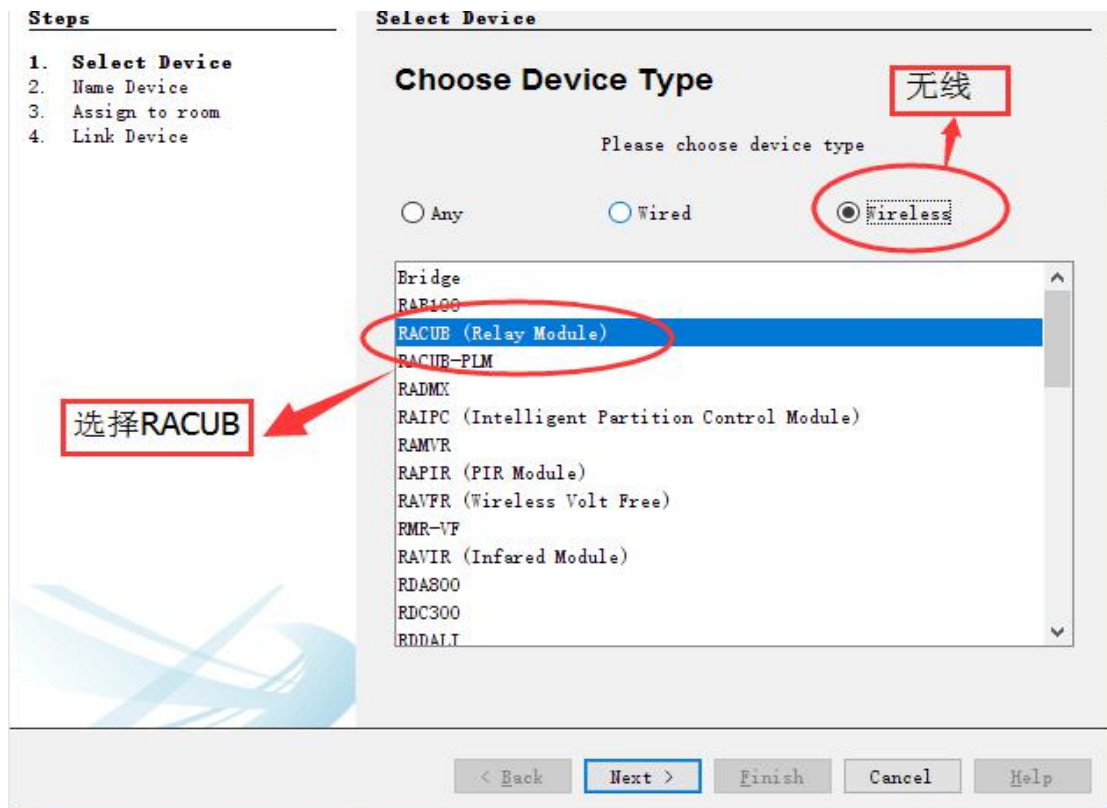 Steps
1. Select Device
2. Name Device
3. Assign to room
4. Link Device
Select Device
Choose Device Type
无线
Please choose device type
Any
Wired
Wireless
Bridge
RAB100
RACUB (Relay Module)
RACUB-PLM
RADMX
RAIPC (Intelligent Partition Control Module)
RAMVR
RAPIR (PIR Module)
RAVFR (Wireless Volt Free)
RMR-VF
RAVIR (Infared Module)
RDA800
RDC300
RDDALI
选择RACUB
< Back
Next >
Finish
Cancel
Help